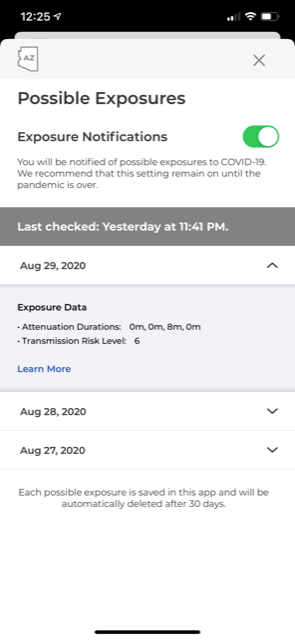 12:25
AZ
Possible Exposures
Exposure Notifications
You will be notified of possible exposures to COVID-19.
We recommend that this setting remain on until the
pandemic is over.
Last checked: Yesterday at 11:41 PM.
Aug 29, 2020
Exposure Data
• Attenuation Durations: 0m, 0m, 8m, 0m
• Transmission Risk Level: 6
Learn More
Aug 28, 2020
Aug 27, 2020
Each possible exposure is saved in this app and will be
automatically deleted after 30 days.